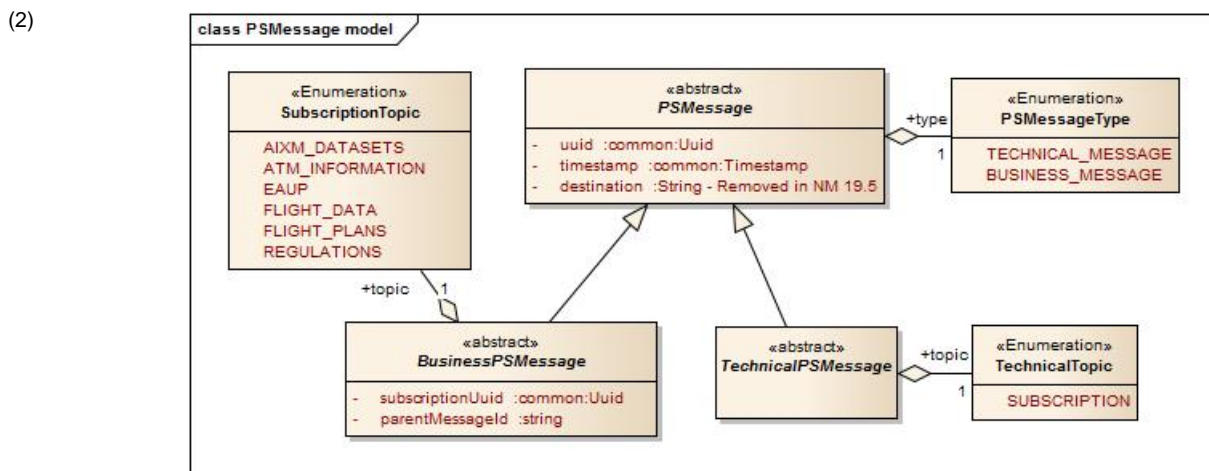 (2)
class PSMessage model
«Enumeration»
SubscriptionTopic
AIXM_DATASETS
ATM_INFORMATION
EAUP
FLIGHT_DATA
FLIGHT_PLANS
REGULATIONS
«abstract»
PSMessage
- uuid :common:Uuid
- timestamp :common:Timestamp
- destination :String - Removed in NM 19.5
+type
1
«Enumeration»
PSMessageType
TECHNICAL_MESSAGE
BUSINESS_MESSAGE
+topic 1
«abstract»
BusinessPSMessage
- subscriptionUuid :common:Uuid
- parentMessageId :string
«abstract»
TechnicalPSMessage
+topic
1
«Enumeration»
TechnicalTopic
SUBSCRIPTION